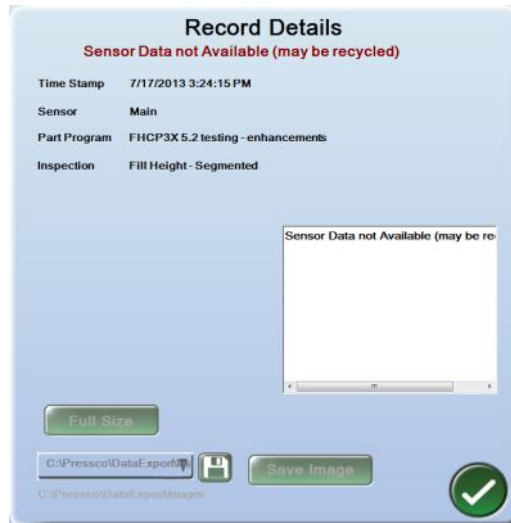 Record Details
Sensor Data not Available (may be recycled)
Time Stamp 7/17/2013 3:24:15 PM
Sensor Main
Part Program FHCP3X 5.2 testing - enhancements
Inspection Fill Height - Segmented
Sensor Data not Available (may be re
Full Size
C:\Pressco\DataExport\
Save Image
C:\Pressco\DataExport\Images